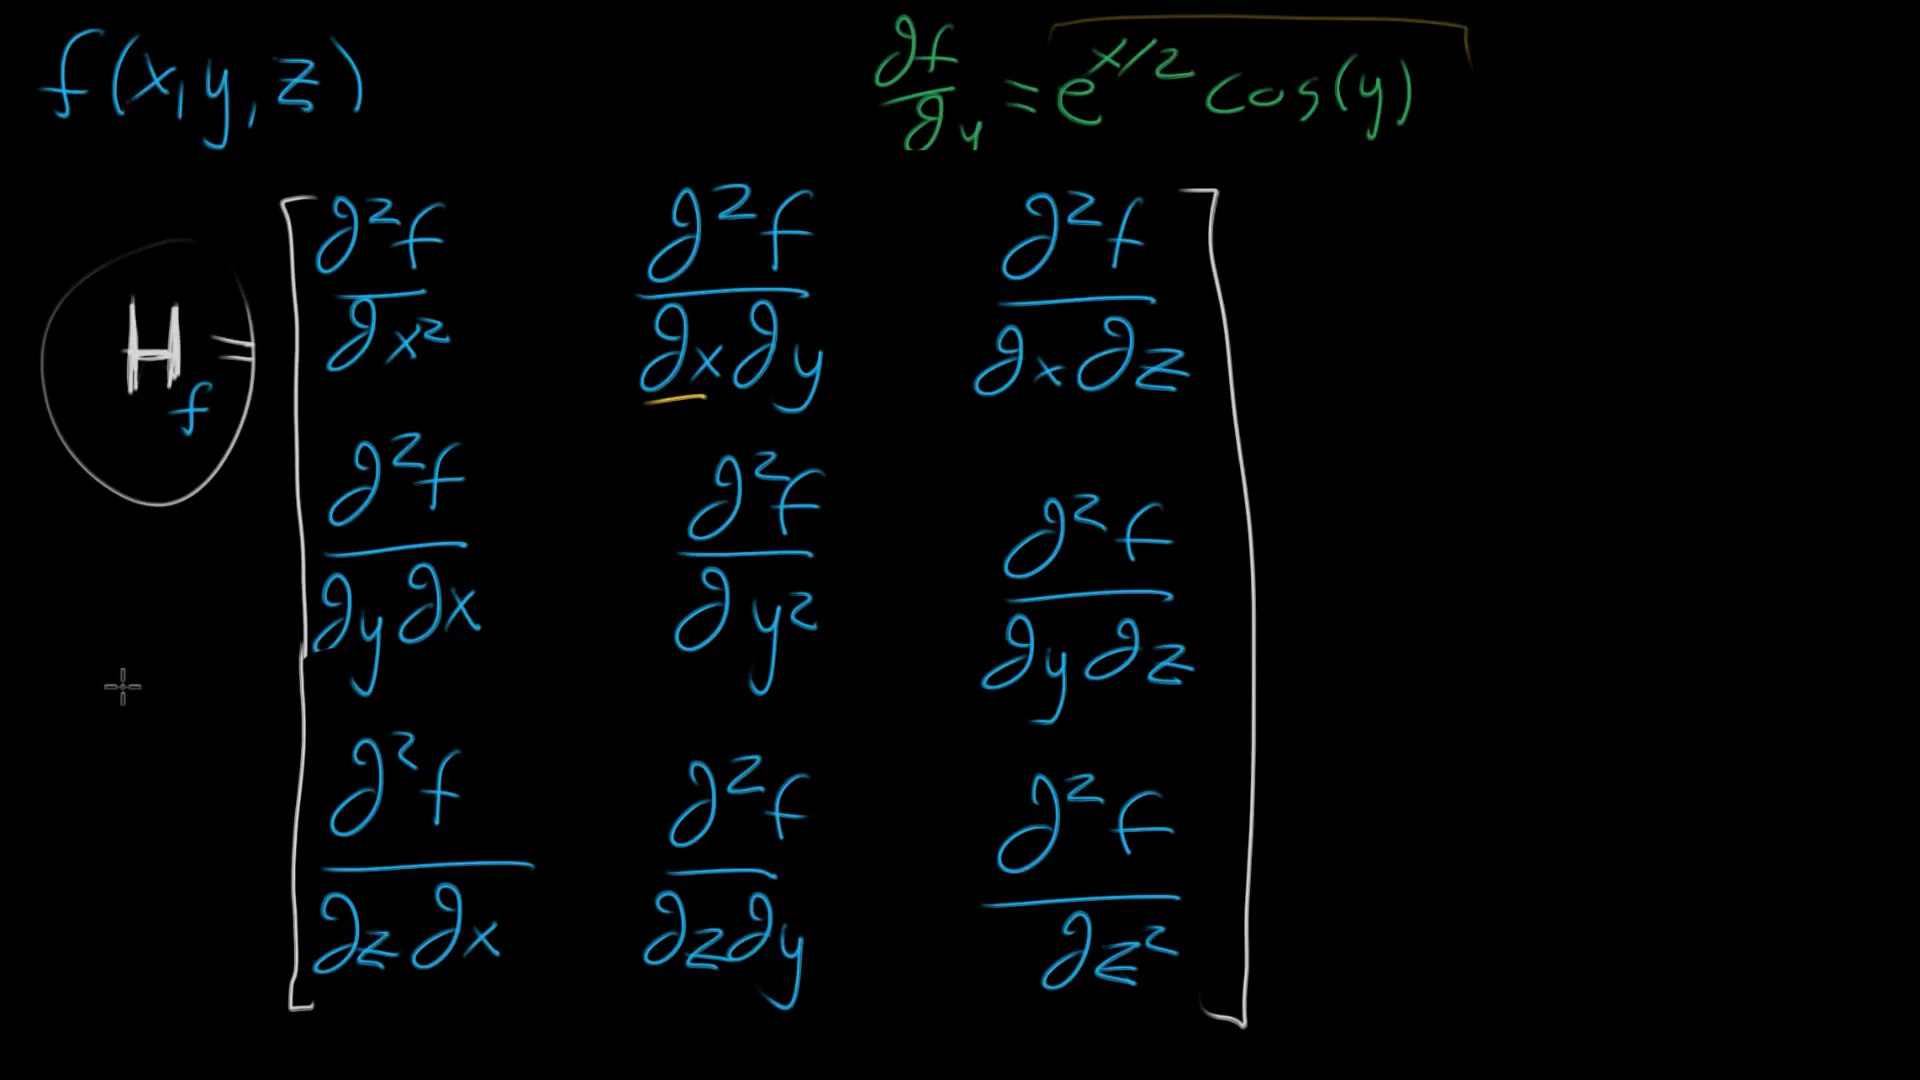 f(x,y,z)
∂f/∂y = e^x/2 cos(y)
H_f = [ ∂²f/∂x² ∂²f/∂x∂y ∂²f/∂x∂z
∂²f/∂y∂x ∂²f/∂y² ∂²f/∂y∂z
∂²f/∂z∂x ∂²f/∂z∂y ∂²f/∂z² ]